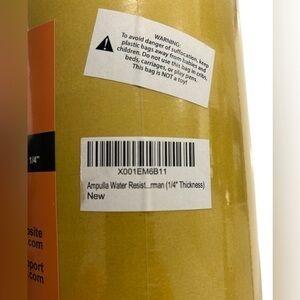 WARNING:
To avoid danger of suffocation, keep
plastic bags away from babies and
children. Do not use this bag in cribs,
beds, carriages, or play pens.
This bag is NOT a toy!
1/4"
X001EM6B11
Ampulla Water Resist...rman (1/4" Thickness)
New
site
.com
port
.com